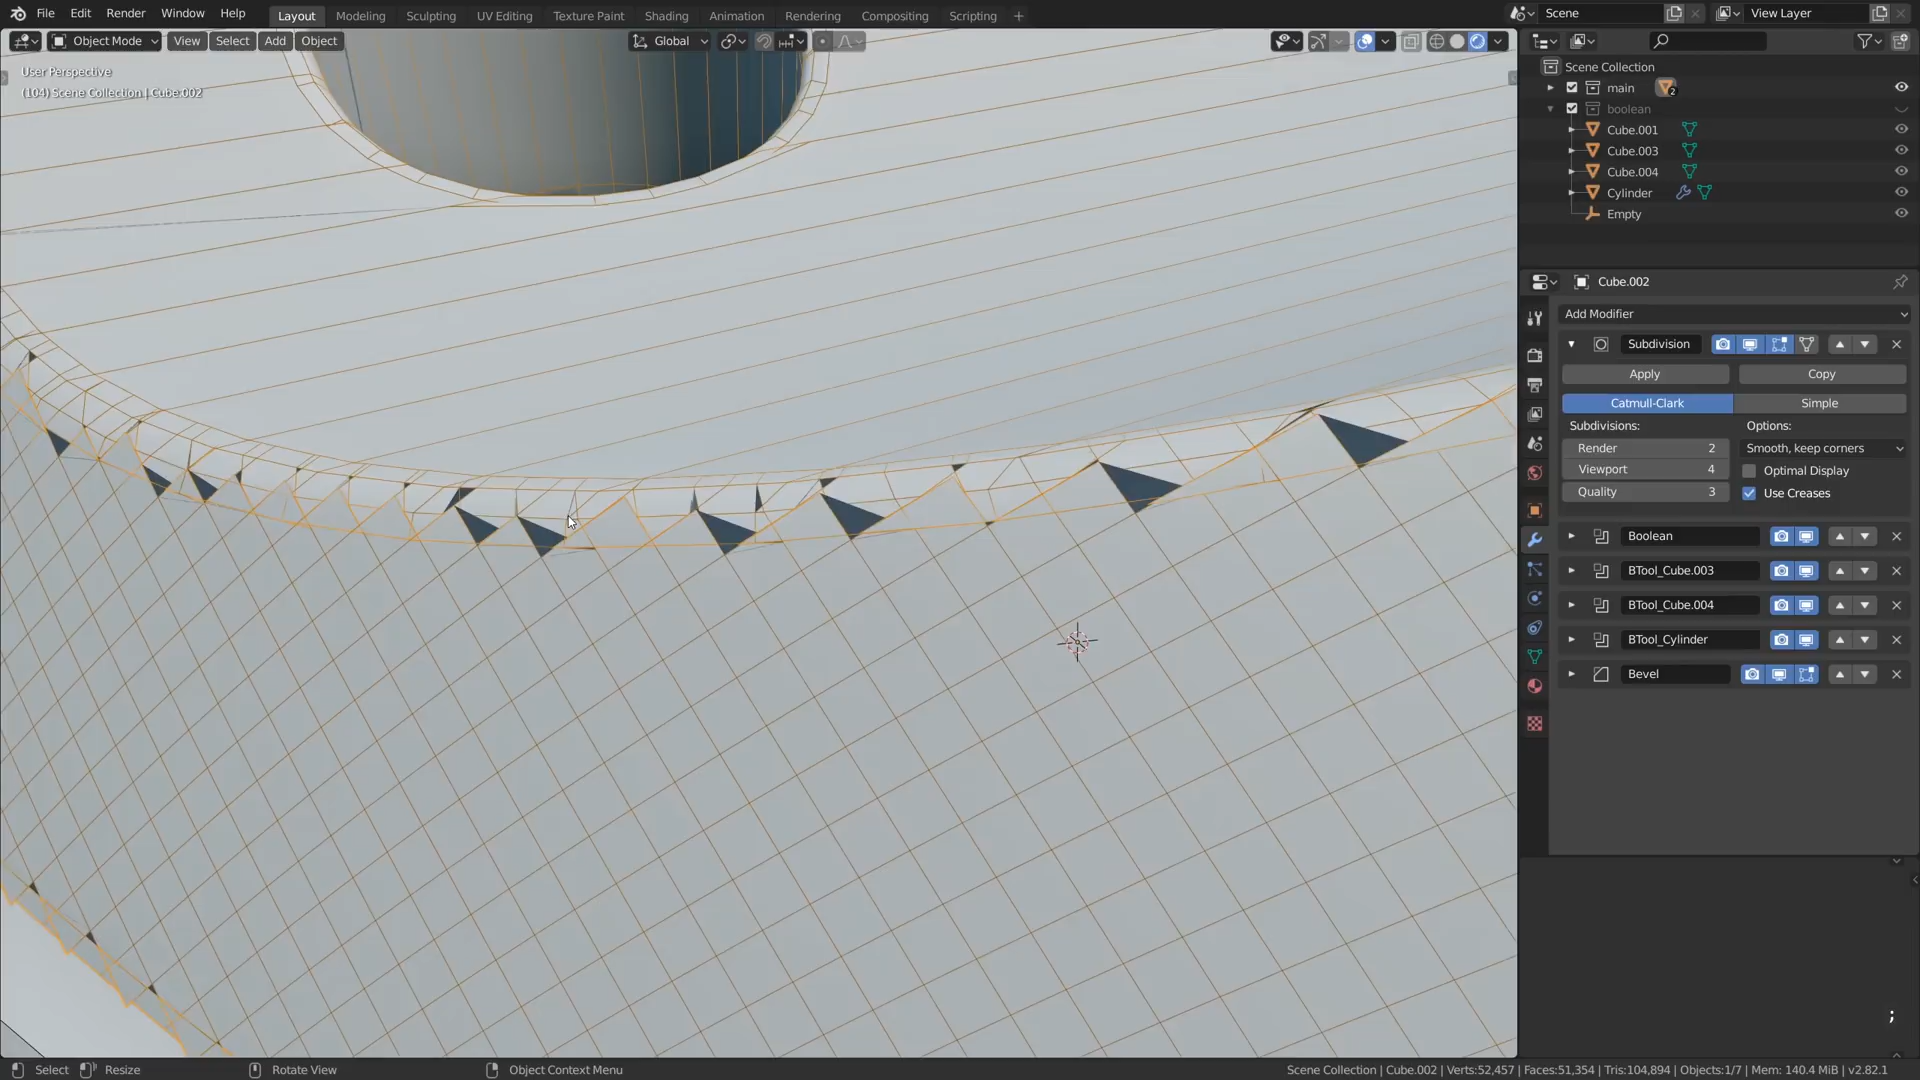 File Edit Render Window Help Layout Modeling Sculpting UV Editing Texture Paint Shading Animation Rendering Compositing Scripting + Scene View Layer
Object Mode View Select Add Object Global
User Perspective
(104) Scene Collection | Cube.002
Scene Collection
main 2
boolean
Cube.001
Cube.003
Cube.004
Cylinder
Empty
Cube.002
Add Modifier
Subdivision
Apply Copy
Catmull-Clark Simple
Subdivisions: Options:
Render 2 Smooth, keep corners
Viewport 4 Optimal Display
Quality 3 Use Creases
Boolean
BTool_Cube.003
BTool_Cube.004
BTool_Cylinder
Bevel
;
Select Resize Rotate View Object Context Menu Scene Collection | Cube.002 | Verts:52,457 | Faces:51,354 | Tris:104,894 | Objects:1/7 | Mem: 140.4 MiB | v2.82.1